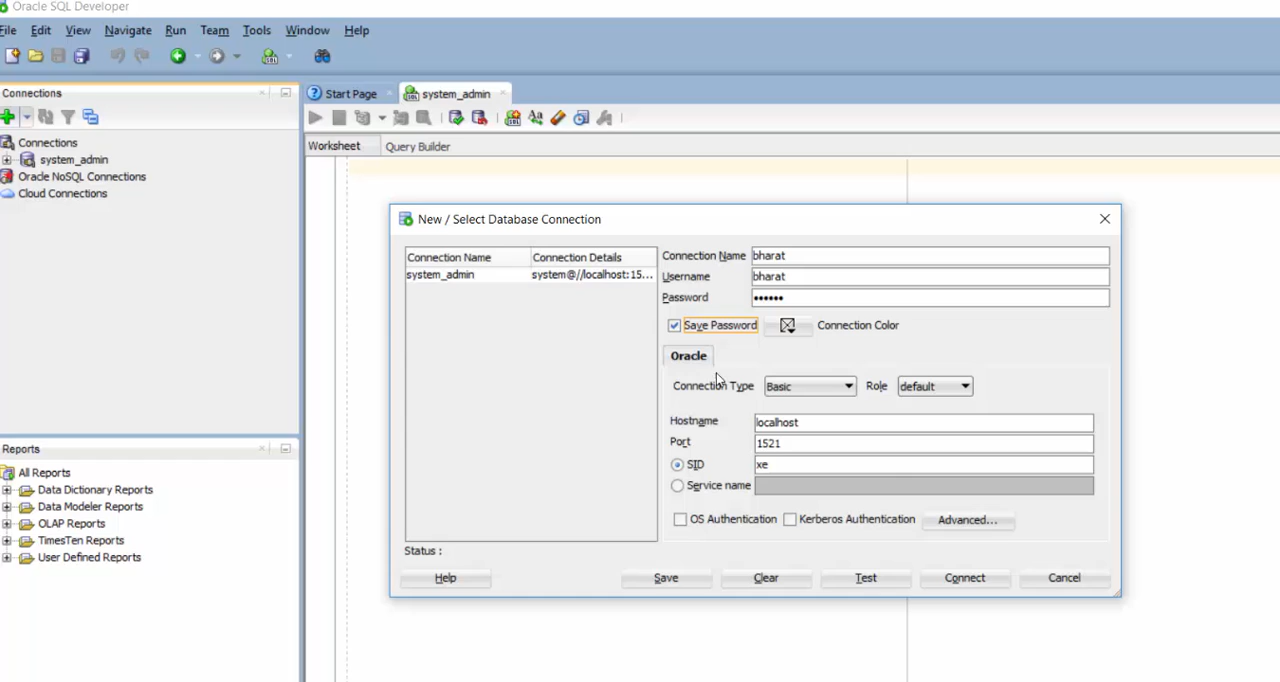 Oracle SQL Developer
File Edit View Navigate Run Team Tools Window Help
Connections
Connections
system_admin
Oracle NoSQL Connections
Cloud Connections
Reports
All Reports
Data Dictionary Reports
Data Modeler Reports
OLAP Reports
TimesTen Reports
User Defined Reports
Start Page
system_admin
Worksheet
Query Builder
New / Select Database Connection
Connection Name Connection Details
system_admin system@//localhost:15...
Connection Name bharat
Username bharat
Password ••••••
Save Password Connection Color
Oracle
Connection Type Basic Role default
Hostname localhost
Port 1521
SID xe
Service name
OS Authentication Kerberos Authentication Advanced...
Status :
Help Save Clear Test Connect Cancel